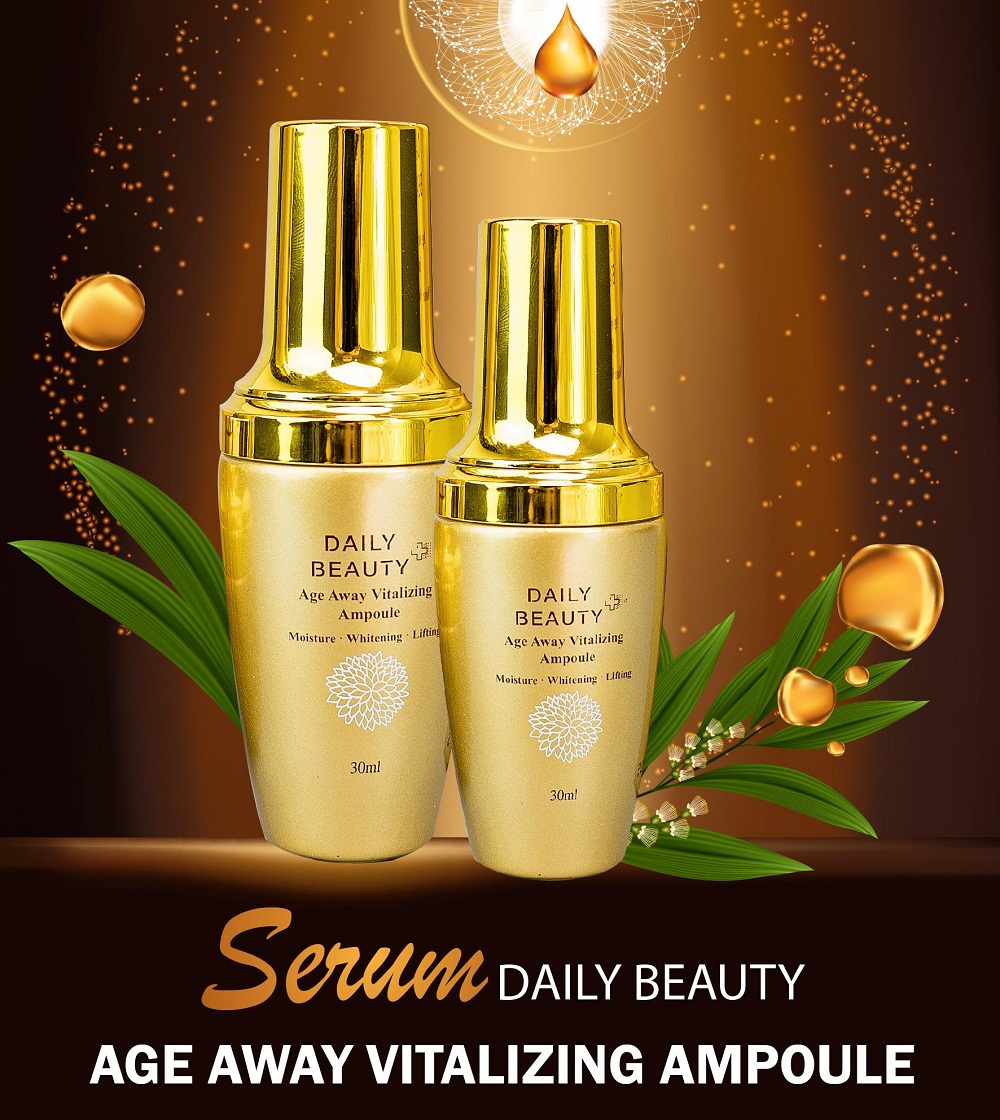 DAILY
BEAUTY
Age Away Vitalizing
Ampoule
Moisture · Whitening · Lifting
30ml
DAILY
BEAUTY
Age Away Vitalizing
Ampoule
Moisture · Whitening · Lifting
30ml
Serum DAILY BEAUTY
AGE AWAY VITALIZING AMPOULE